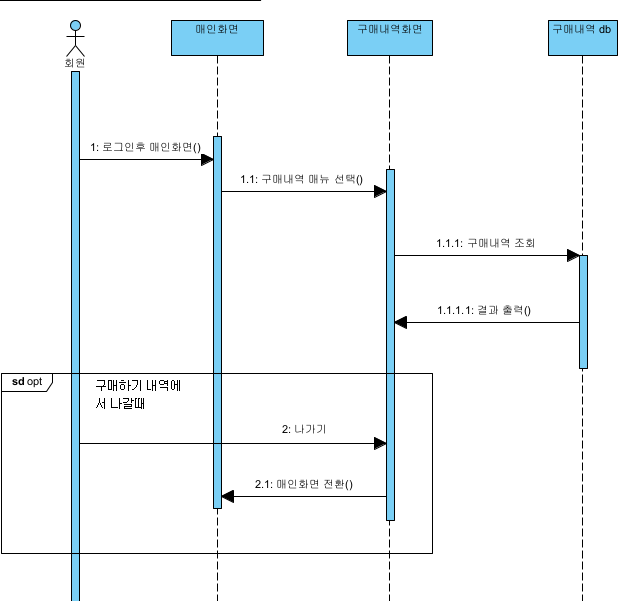 매인화면
구매내역화면
구매내역 db
회원
1: 로그인후 매인화면()
1.1: 구매내역 매뉴 선택()
1.1.1: 구매내역 조회
1.1.1.1: 결과 출력()
sd opt
구매하기 내역에
서 나갈때
2: 나가기
2.1: 매인화면 전환()